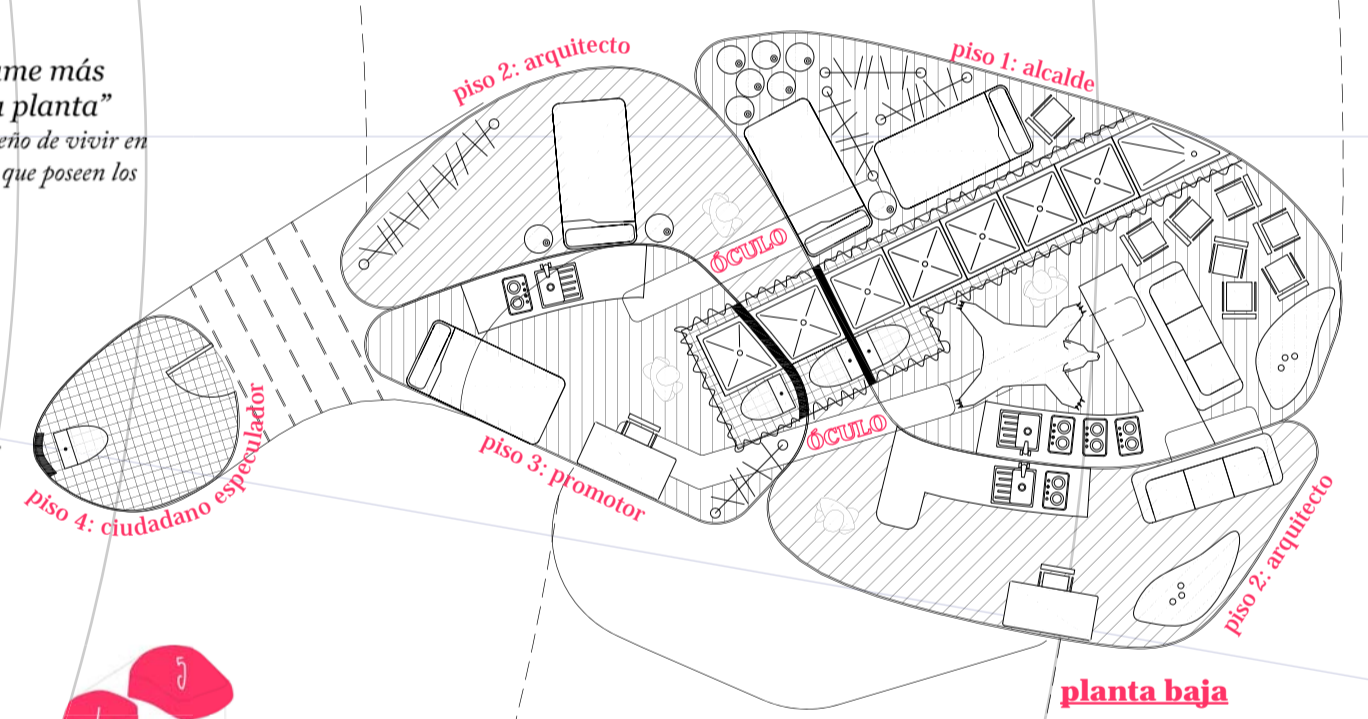 ame más
planta”
eño de vivir en
que poseen los
piso 2: arquitecto
piso 1: alcalde
ÓCULO
ÓCULO
piso 3: promotor
piso 4: ciudadano especulador
piso 2: arquitecto
planta baja
5